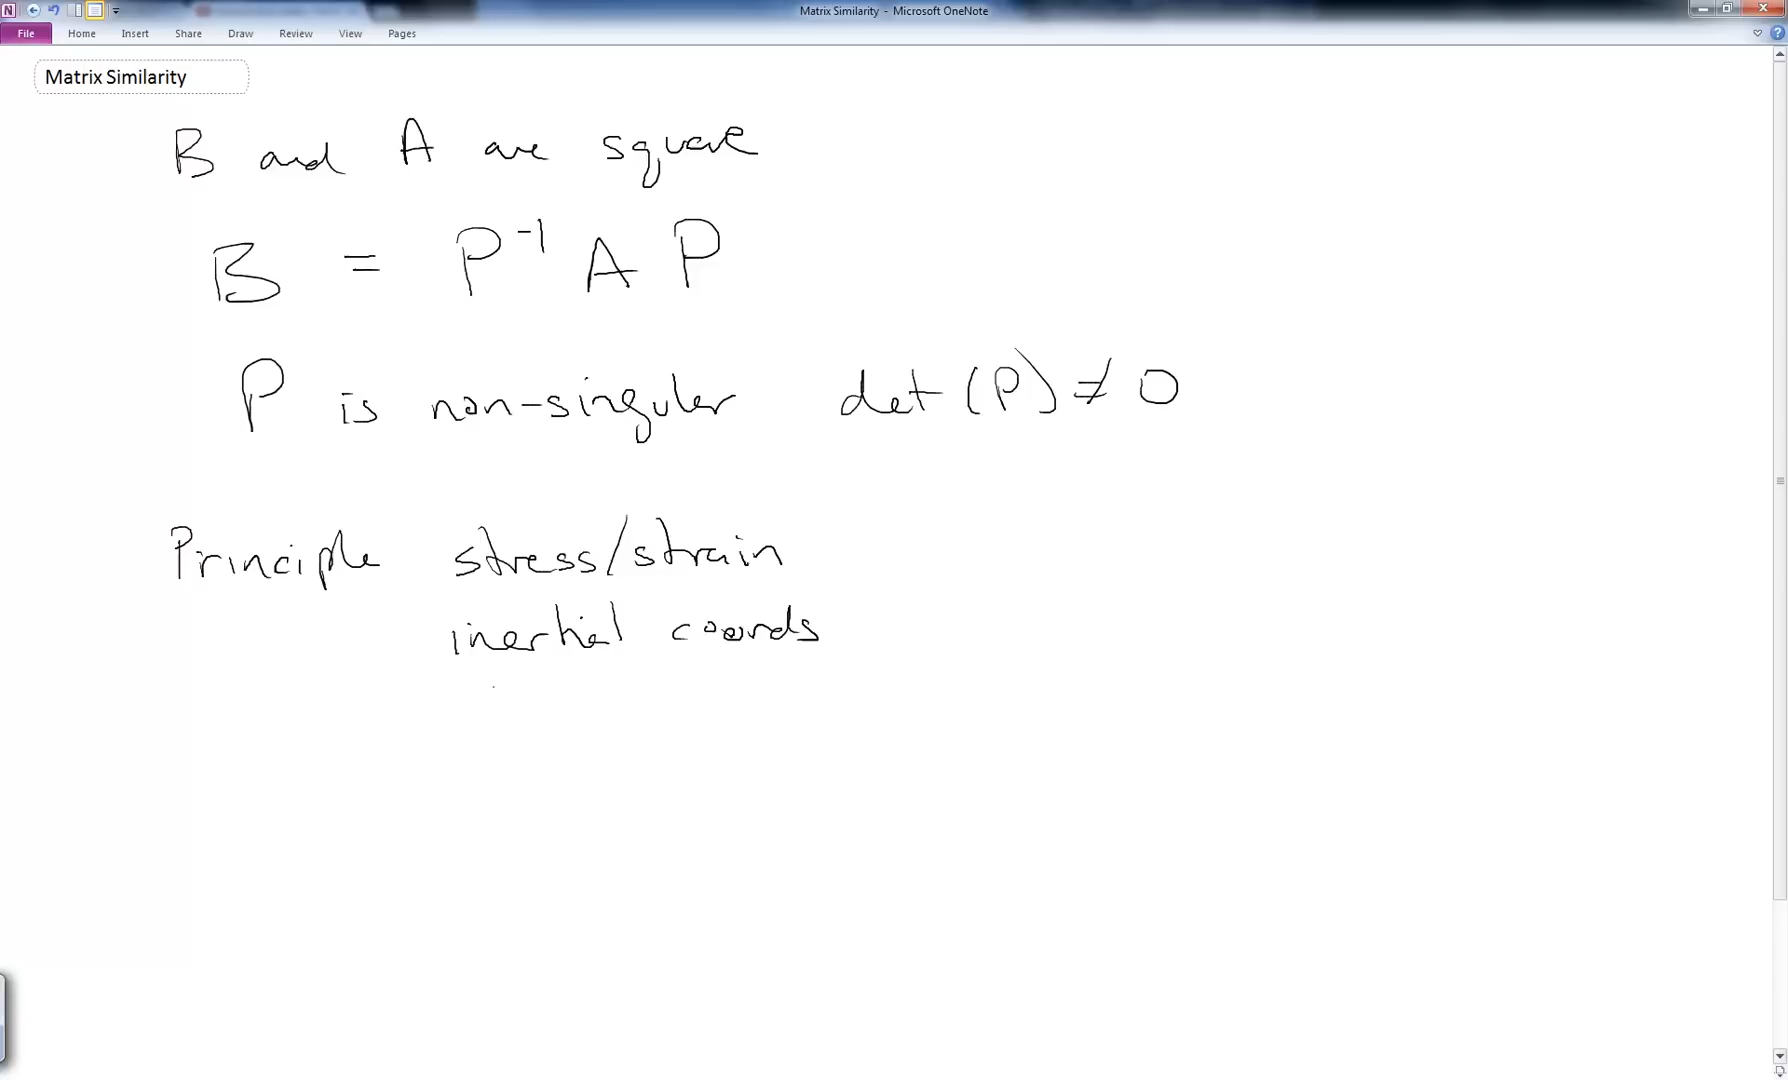 Matrix Similarity - Microsoft OneNote
File Home Insert Share Draw Review View Pages
Matrix Similarity
B and A are square
B = P⁻¹ A P
P is non-singuler det (P) ≠ 0
Principle stress/strain
inertial coords